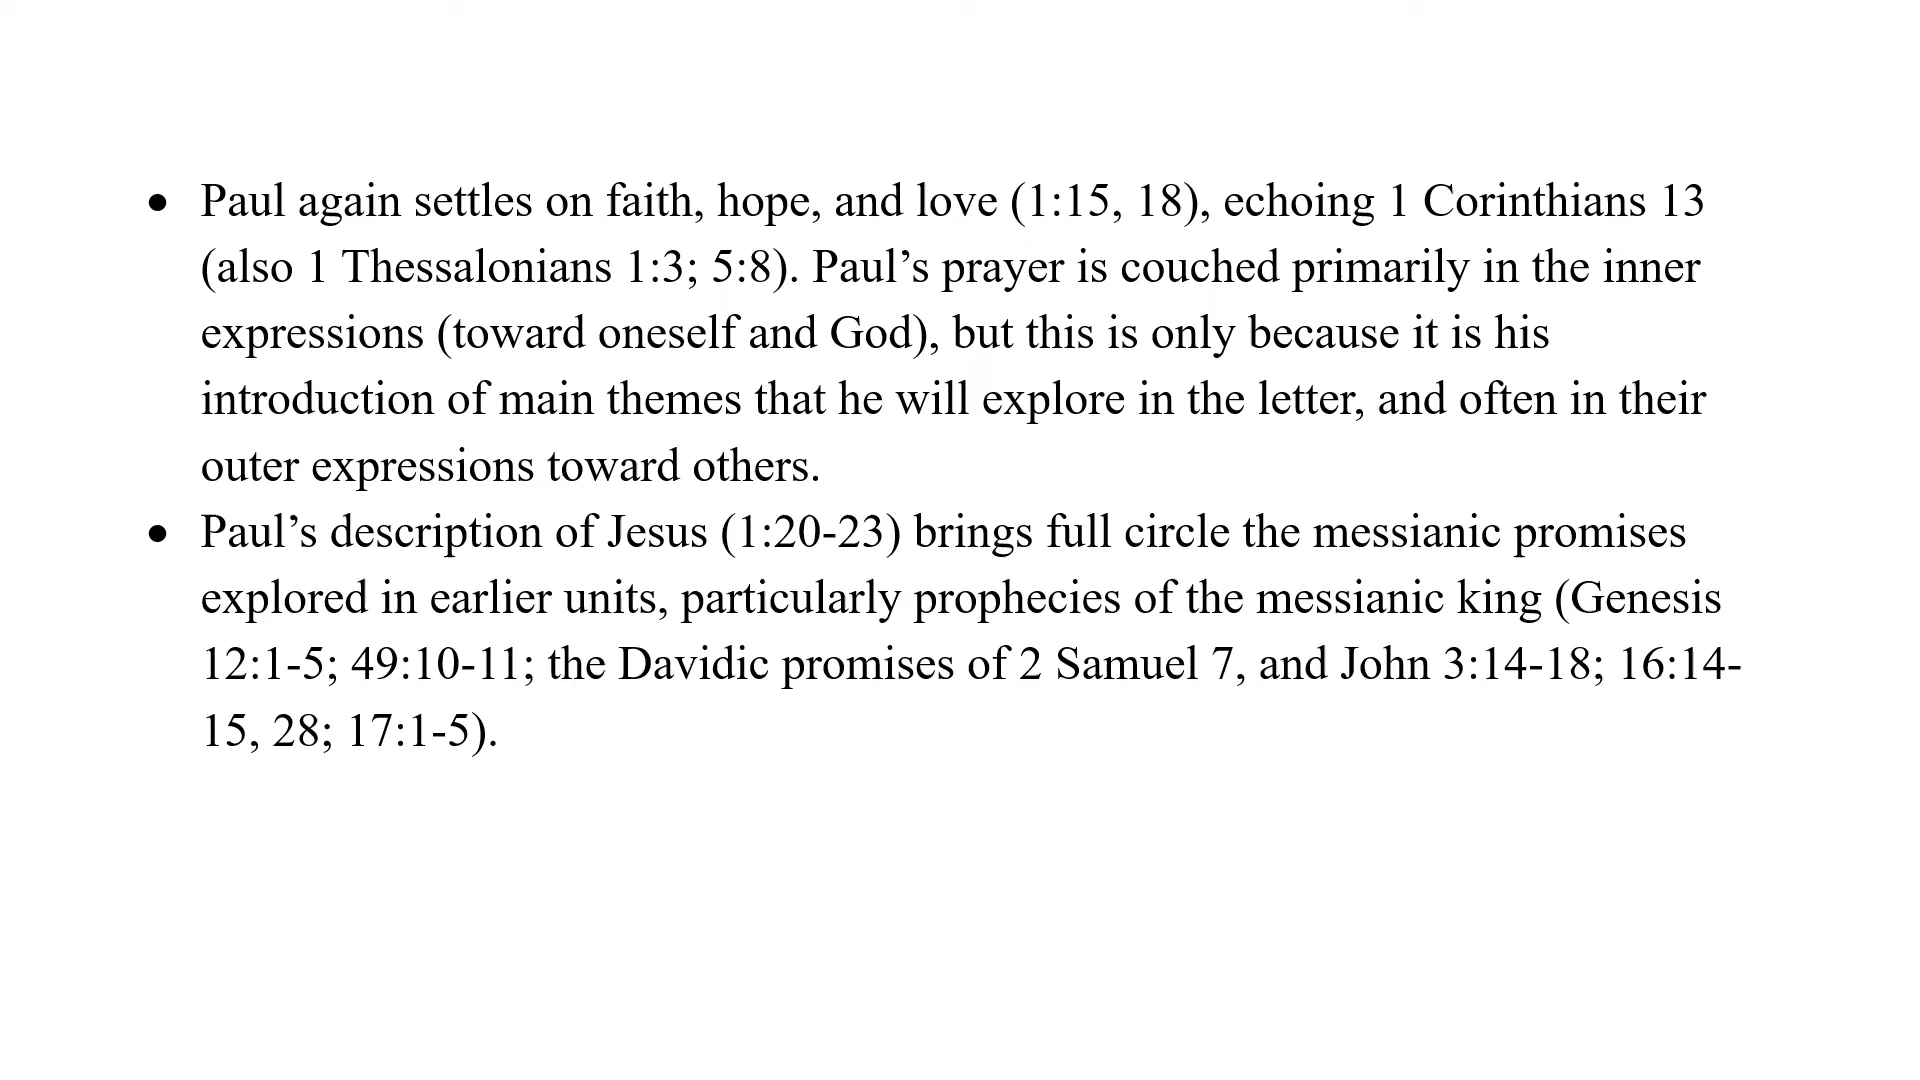 • Paul again settles on faith, hope, and love (1:15, 18), echoing 1 Corinthians 13
(also 1 Thessalonians 1:3; 5:8). Paul’s prayer is couched primarily in the inner
expressions (toward oneself and God), but this is only because it is his
introduction of main themes that he will explore in the letter, and often in their
outer expressions toward others.
• Paul’s description of Jesus (1:20-23) brings full circle the messianic promises
explored in earlier units, particularly prophecies of the messianic king (Genesis
12:1-5; 49:10-11; the Davidic promises of 2 Samuel 7, and John 3:14-18; 16:14-
15, 28; 17:1-5).